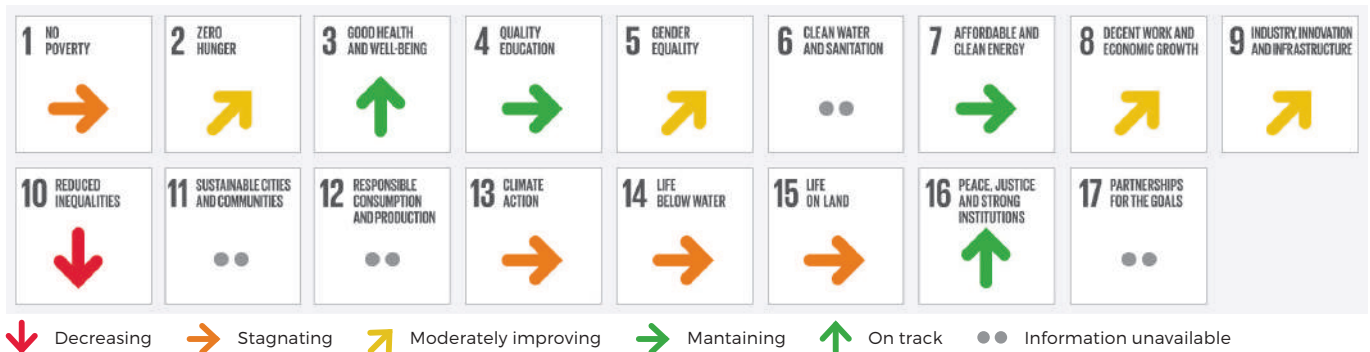 1 NO
POVERTY
2 ZERO
HUNGER
3 GOOD HEALTH
AND WELL-BEING
4 QUALITY
EDUCATION
5 GENDER
EQUALITY
6 CLEAN WATER
AND SANITATION
7 AFFORDABLE AND
CLEAN ENERGY
8 DECENT WORK AND
ECONOMIC GROWTH
9 INDUSTRY, INNOVATION
AND INFRASTRUCTURE
10 REDUCED
INEQUALITIES
11 SUSTAINABLE CITIES
AND COMMUNITIES
12 RESPONSIBLE
CONSUMPTION
AND PRODUCTION
13 CLIMATE
ACTION
14 LIFE
BELOW WATER
15 LIFE
ON LAND
16 PEACE, JUSTICE
AND STRONG
INSTITUTIONS
17 PARTNERSHIPS
FOR THE GOALS
Decreasing Stagnating Moderately improving Mantaining On track Information unavailable